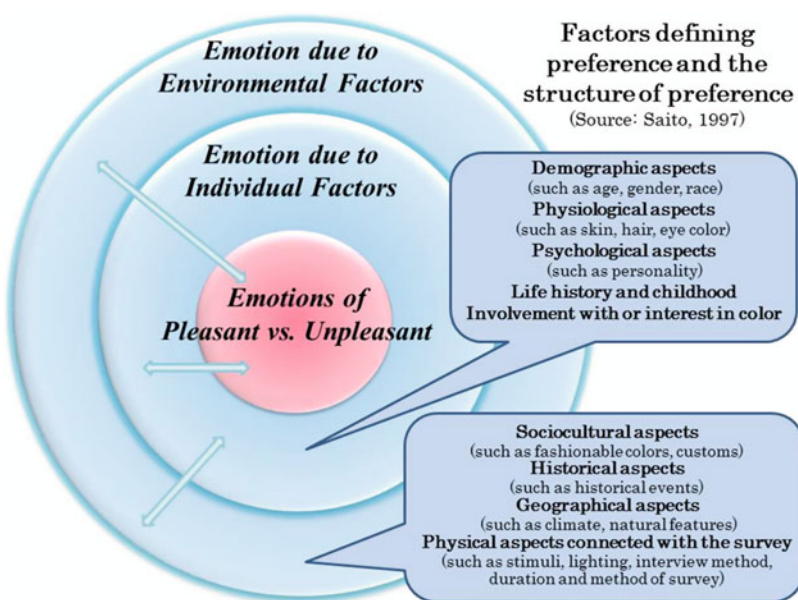 Factors defining
preference and the
structure of preference
(Source: Saito, 1997)
Emotion due to
Environmental Factors
Emotion due to
Individual Factors
Emotions of
Pleasant vs. Unpleasant
Demographic aspects
(such as age, gender, race)
Physiological aspects
(such as skin, hair, eye color)
Psychological aspects
(such as personality)
Life history and childhood
Involvement with or interest in color
Sociocultural aspects
(such as fashionable colors, customs)
Historical aspects
(such as historical events)
Geographical aspects
(such as climate, natural features)
Physical aspects connected with the survey
(such as stimuli, lighting, interview method,
duration and method of survey)